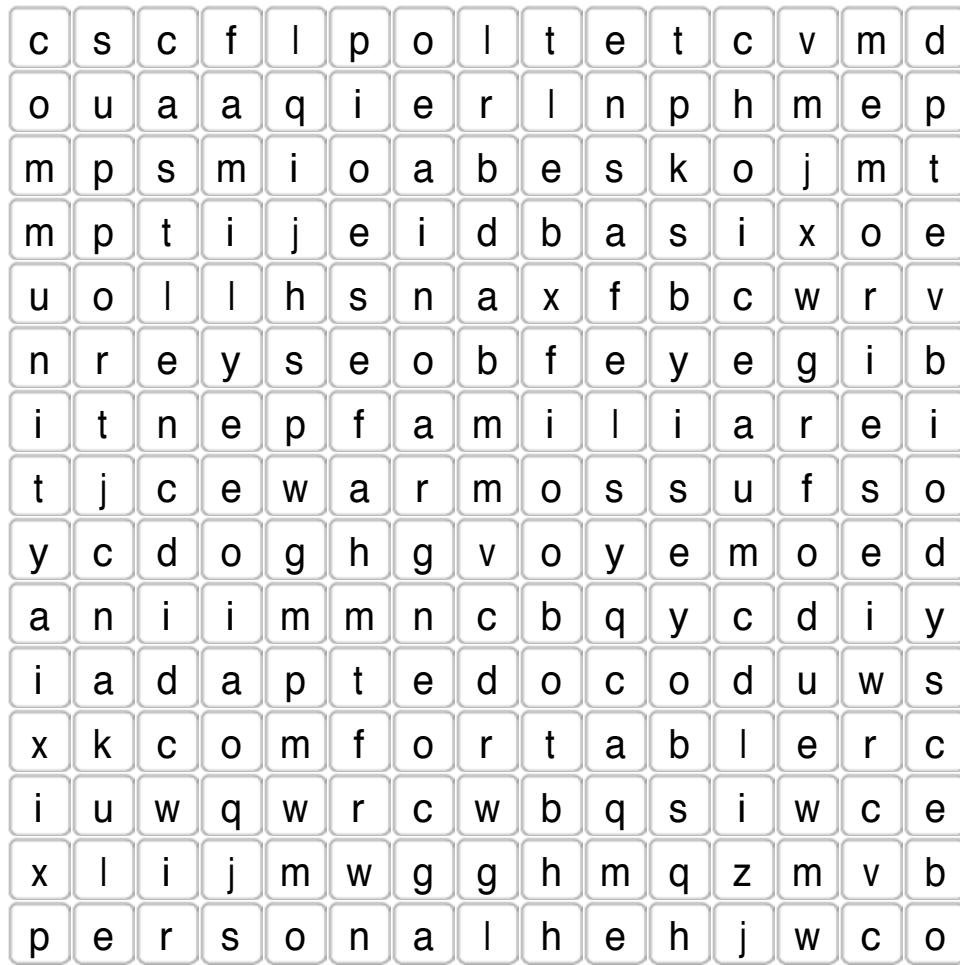 c s c f l p o l t e t c v m d
o u a a q i e r l n p h m e p
m p s m i o a b e s k o j m t
m p t i j e i d b a s i x o e
u o l l h s n a x f b c w r v
n r e y s e o b f e y e g i b
i t n e p f a m i l i a r e i
t j c e w a r m o s s u f s o
y c d o g h g v o y e m o e d
a n i i m m n c b q y c d i y
i a d a p t e d o c o d u w s
x k c o m f o r t a b l e r c
i u w q w r c w b q s i w c e
x l i j m w g g h m q z m v b
p e r s o n a l h e h j w c o